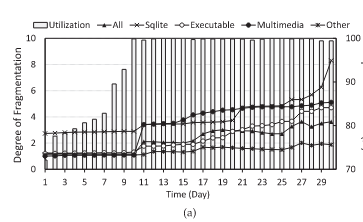 Utilization All Sqlite Executable Multimedia Other
10 100
8
90
6
4
80
2
0 70
Degree of Fragmentation
1 3 5 7 9 11 13 15 17 19 21 23 25 27 29
Time (Day)
(a)